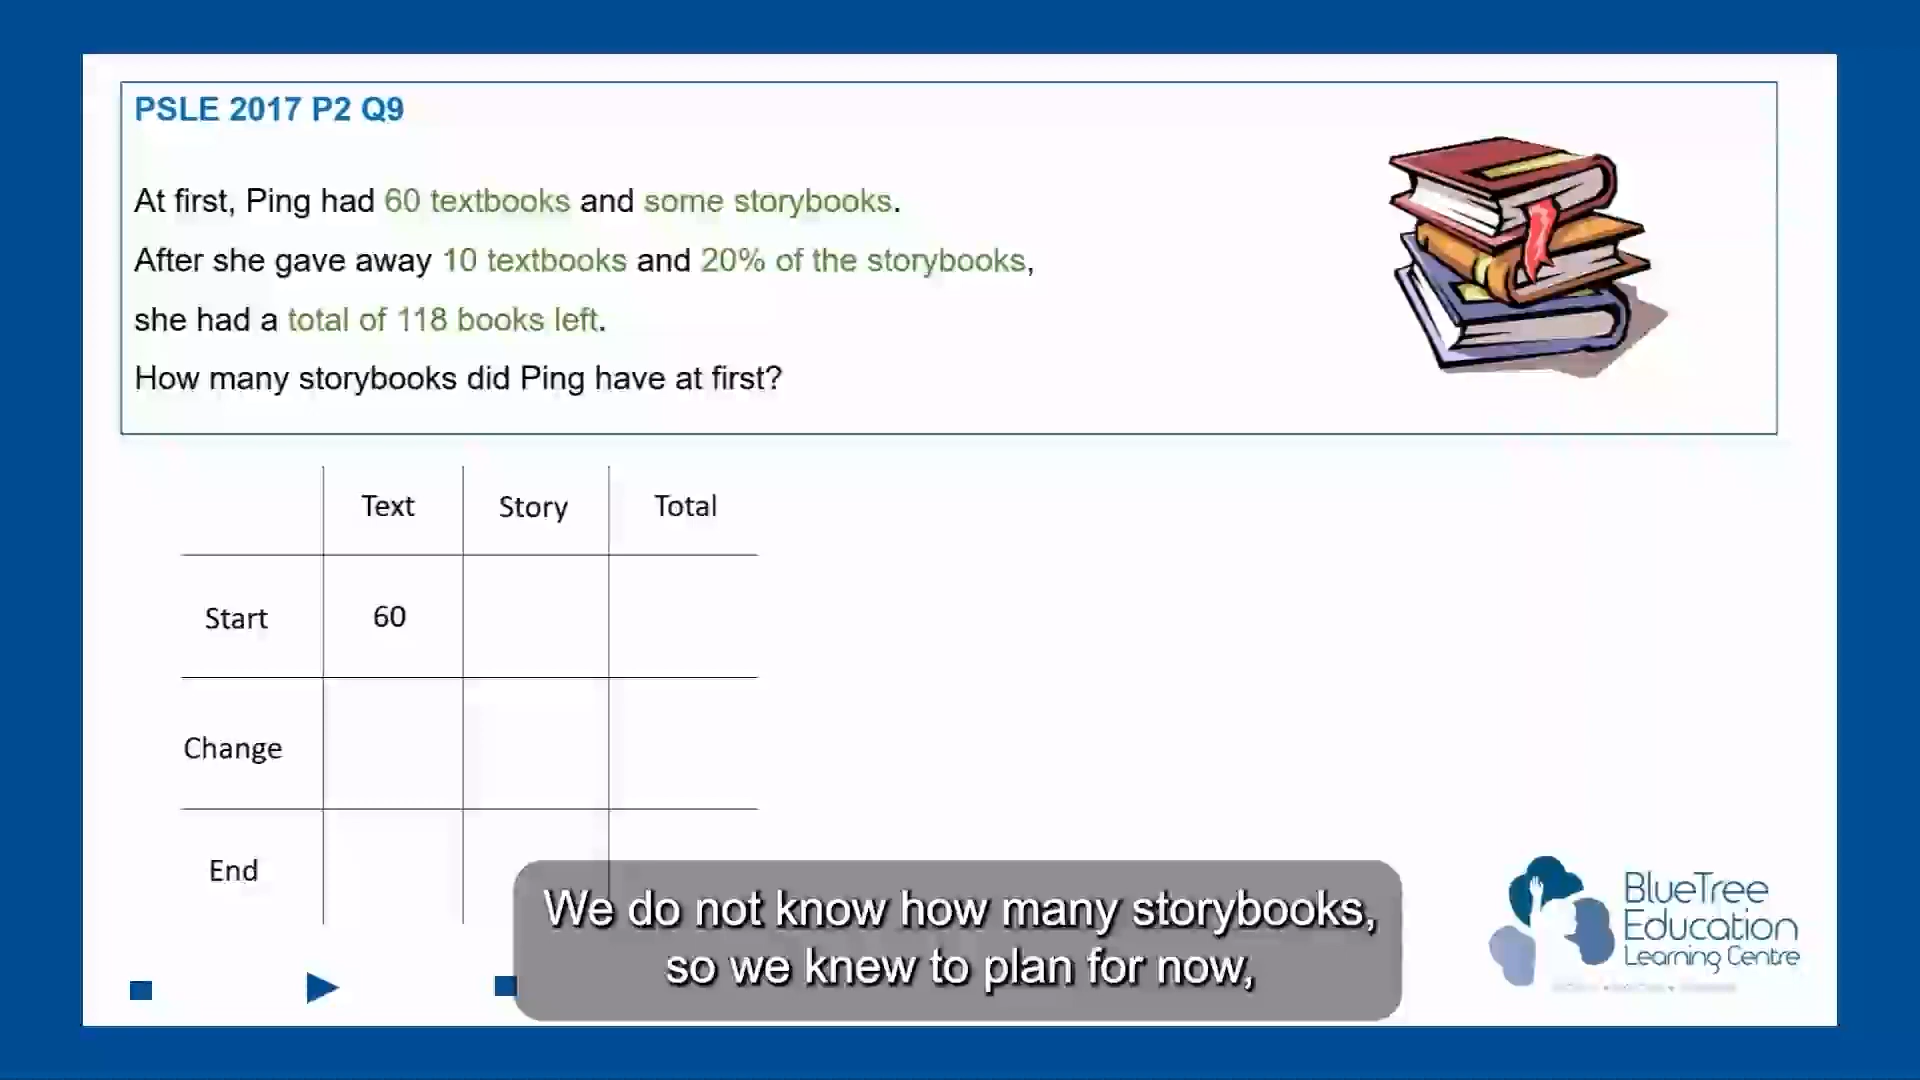 PSLE 2017 P2 Q9
At first, Ping had 60 textbooks and some storybooks.
After she gave away 10 textbooks and 20% of the storybooks,
she had a total of 118 books left.
How many storybooks did Ping have at first?
Text Story Total
Start 60
Change
End
We do not know how many storybooks,
so we knew to plan for now,
BlueTree
Education
Learning Centre